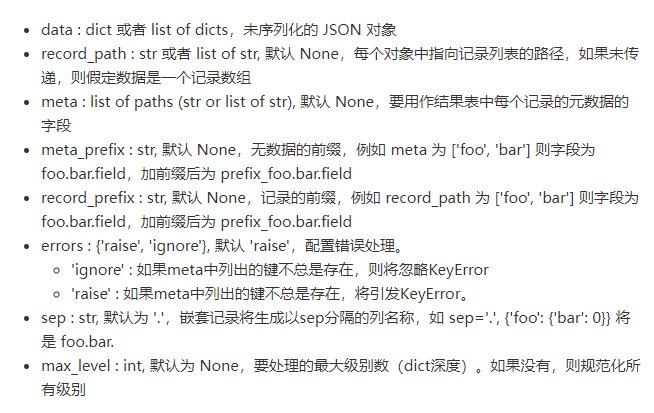 data : dict 或者 list of dicts，未序列化的 JSON 对象
record_path : str 或者 list of str, 默认 None，每个对象中指向记录列表的路径，如果未传
递，则假定数据是一个记录数组
meta : list of paths (str or list of str), 默认 None，要用作结果表中每个记录的元数据的
字段
meta_prefix : str, 默认 None，无数据的前缀，例如 meta 为 ['foo', 'bar'] 则字段为
foo.bar.field，加前缀后为 prefix_foo.bar.field
record_prefix : str, 默认 None，记录的前缀，例如 record_path 为 ['foo', 'bar'] 则字段为
foo.bar.field，加前缀后为 prefix_foo.bar.field
errors : {'raise', 'ignore'}, 默认 'raise'，配置错误处理。
'ignore' : 如果meta中列出的键不总是存在，则将忽略KeyError
'raise' : 如果meta中列出的键不总是存在，将引发KeyError。
sep : str, 默认为 '.'，嵌套记录将生成以sep分隔的列名称，如 sep='.', {'foo': {'bar': 0}} 将
是 foo.bar.
max_level : int, 默认为 None，要处理的最大级别数（dict深度）。如果没有，则规范化所
有级别